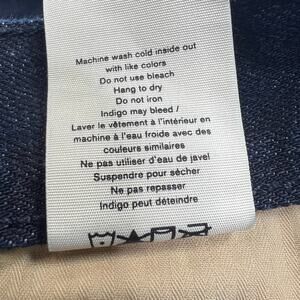 Machine wash cold inside out
with like colors
Do not use bleach
Hang to dry
Do not iron
Indigo may bleed /
Laver le vêtement à l'intérieur en
machine à l'eau froide avec des
couleurs similaires
Ne pas utiliser d'eau de javel
Suspendre pour sécher
Ne pas repasser
Indigo peut déteindre